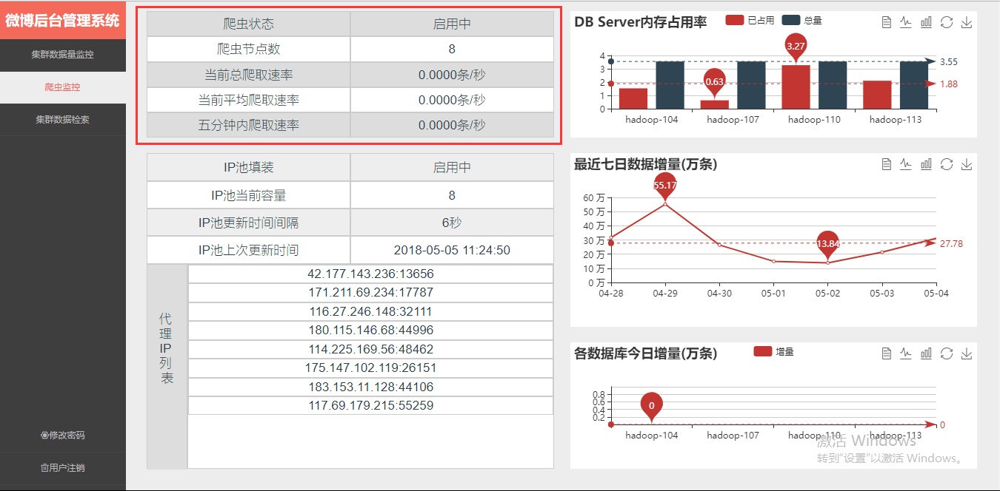 微博后台管理系统
集群数据量监控
爬虫监控
集群数据检索
修改密码
用户注销
爬虫状态 启用中
爬虫节点数 8
当前总爬取速率 0.0000条/秒
当前平均爬取速率 0.0000条/秒
五分钟内爬取速率 0.0000条/秒
IP池填装 启用中
IP池当前容量 8
IP池更新时间间隔 6秒
IP池上次更新时间 2018-05-05 11:24:50
代理IP列表
42.177.143.236:13656
171.211.69.234:17787
116.27.246.148:32111
180.115.146.68:44996
114.225.169.56:48462
175.147.102.119:26151
183.153.11.128:44106
117.69.179.215:55259
DB Server内存占用率 已占用 总量
3.27
0.63
4
3
2
1
0
3.55
1.88
hadoop-104 hadoop-107 hadoop-110 hadoop-113
最近七日数据增量(万条)
55.17
13.84
60 万
50 万
40 万
30 万
20 万
10 万
0 万
27.78
04-28 04-29 04-30 05-01 05-02 05-03 05-04
各数据库今日增量(万条) 增量
0.8
0.6
0.4
0.2
0
0
hadoop-104 hadoop-107 hadoop-110 hadoop-113
激活 Windows
转到"设置"以激活 Windows。